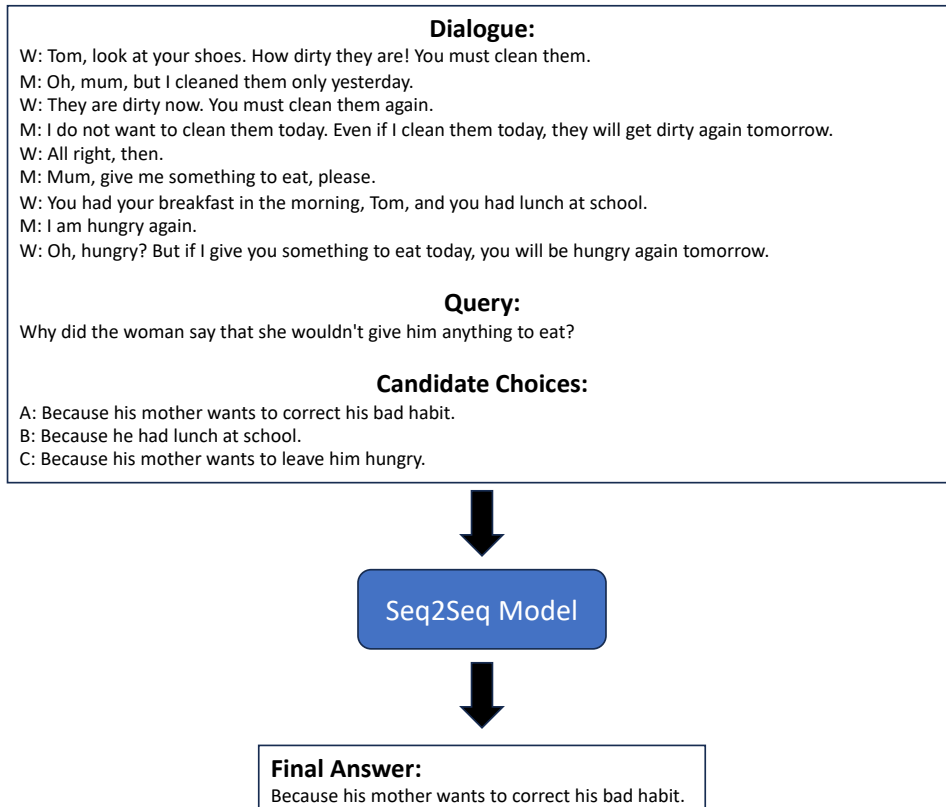 Dialogue:
W: Tom, look at your shoes. How dirty they are! You must clean them.
M: Oh, mum, but I cleaned them only yesterday.
W: They are dirty now. You must clean them again.
M: I do not want to clean them today. Even if I clean them today, they will get dirty again tomorrow.
W: All right, then.
M: Mum, give me something to eat, please.
W: You had your breakfast in the morning, Tom, and you had lunch at school.
M: I am hungry again.
W: Oh, hungry? But if I give you something to eat today, you will be hungry again tomorrow.
Query:
Why did the woman say that she wouldn't give him anything to eat?
Candidate Choices:
A: Because his mother wants to correct his bad habit.
B: Because he had lunch at school.
C: Because his mother wants to leave him hungry.
Seq2Seq Model
Final Answer:
Because his mother wants to correct his bad habit.